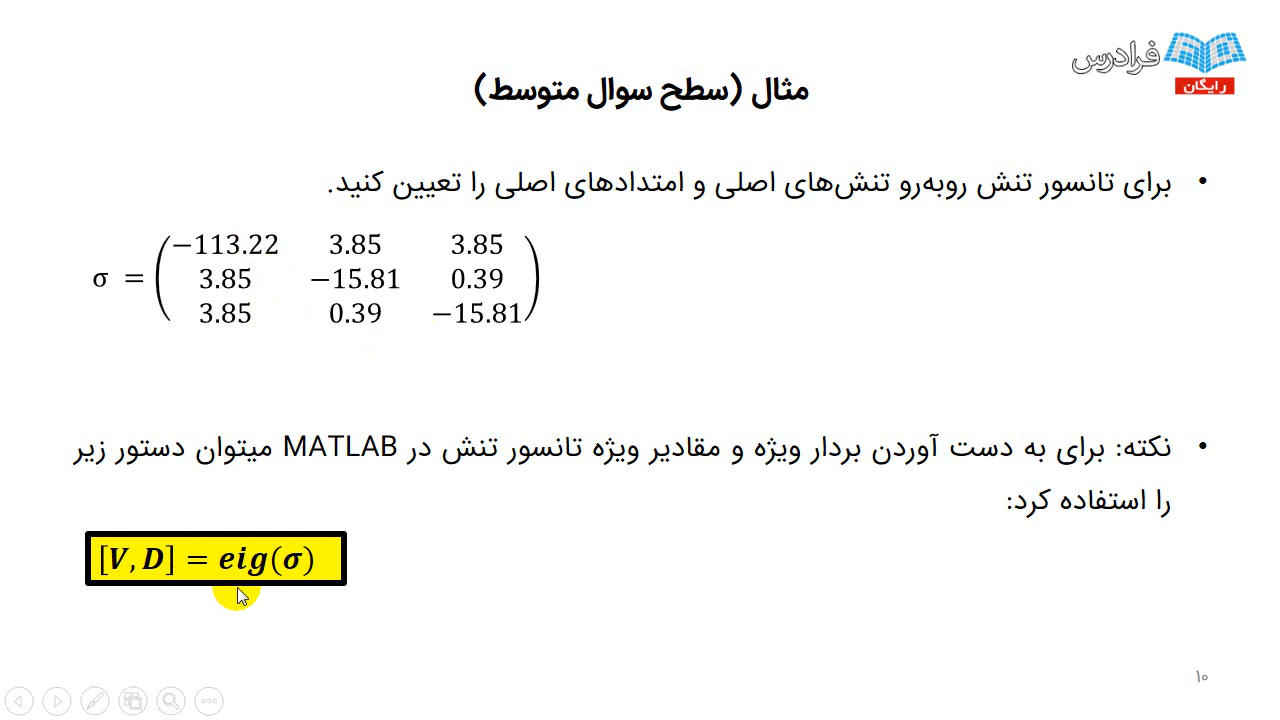 فرادرس
رایگان
مثال (سطح سوال متوسط)
• برای تانسور تنش روبه‌رو تنش‌های اصلی و امتدادهای اصلی را تعیین کنید.
σ = (−113.22 3.85 3.85
3.85 −15.81 0.39
3.85 0.39 −15.81)
• نکته: برای به دست آوردن بردار ویژه و مقادیر ویژه تانسور تنش در MATLAB میتوان دستور زیر
را استفاده کرد:
[V, D] = eig(σ)
۱۰